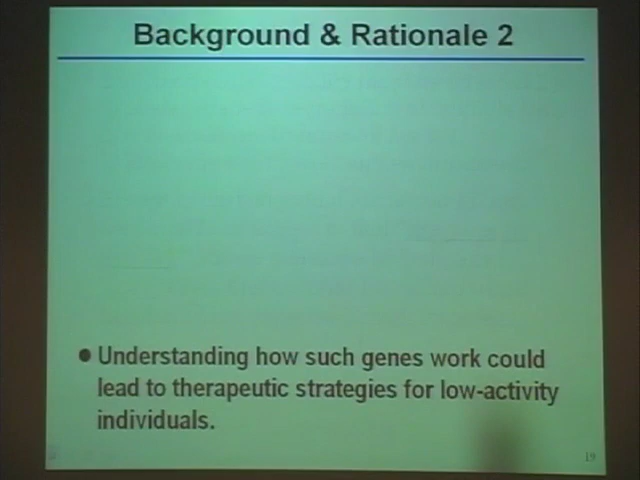 Background & Rationale 2
● Understanding how such genes work could
lead to therapeutic strategies for low-activity
individuals.
19